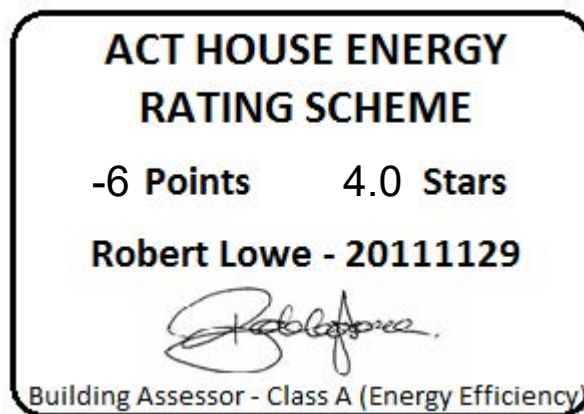 ACT HOUSE ENERGY
RATING SCHEME
-6 Points 4.0 Stars
Robert Lowe - 20111129
Building Assessor - Class A (Energy Efficiency)